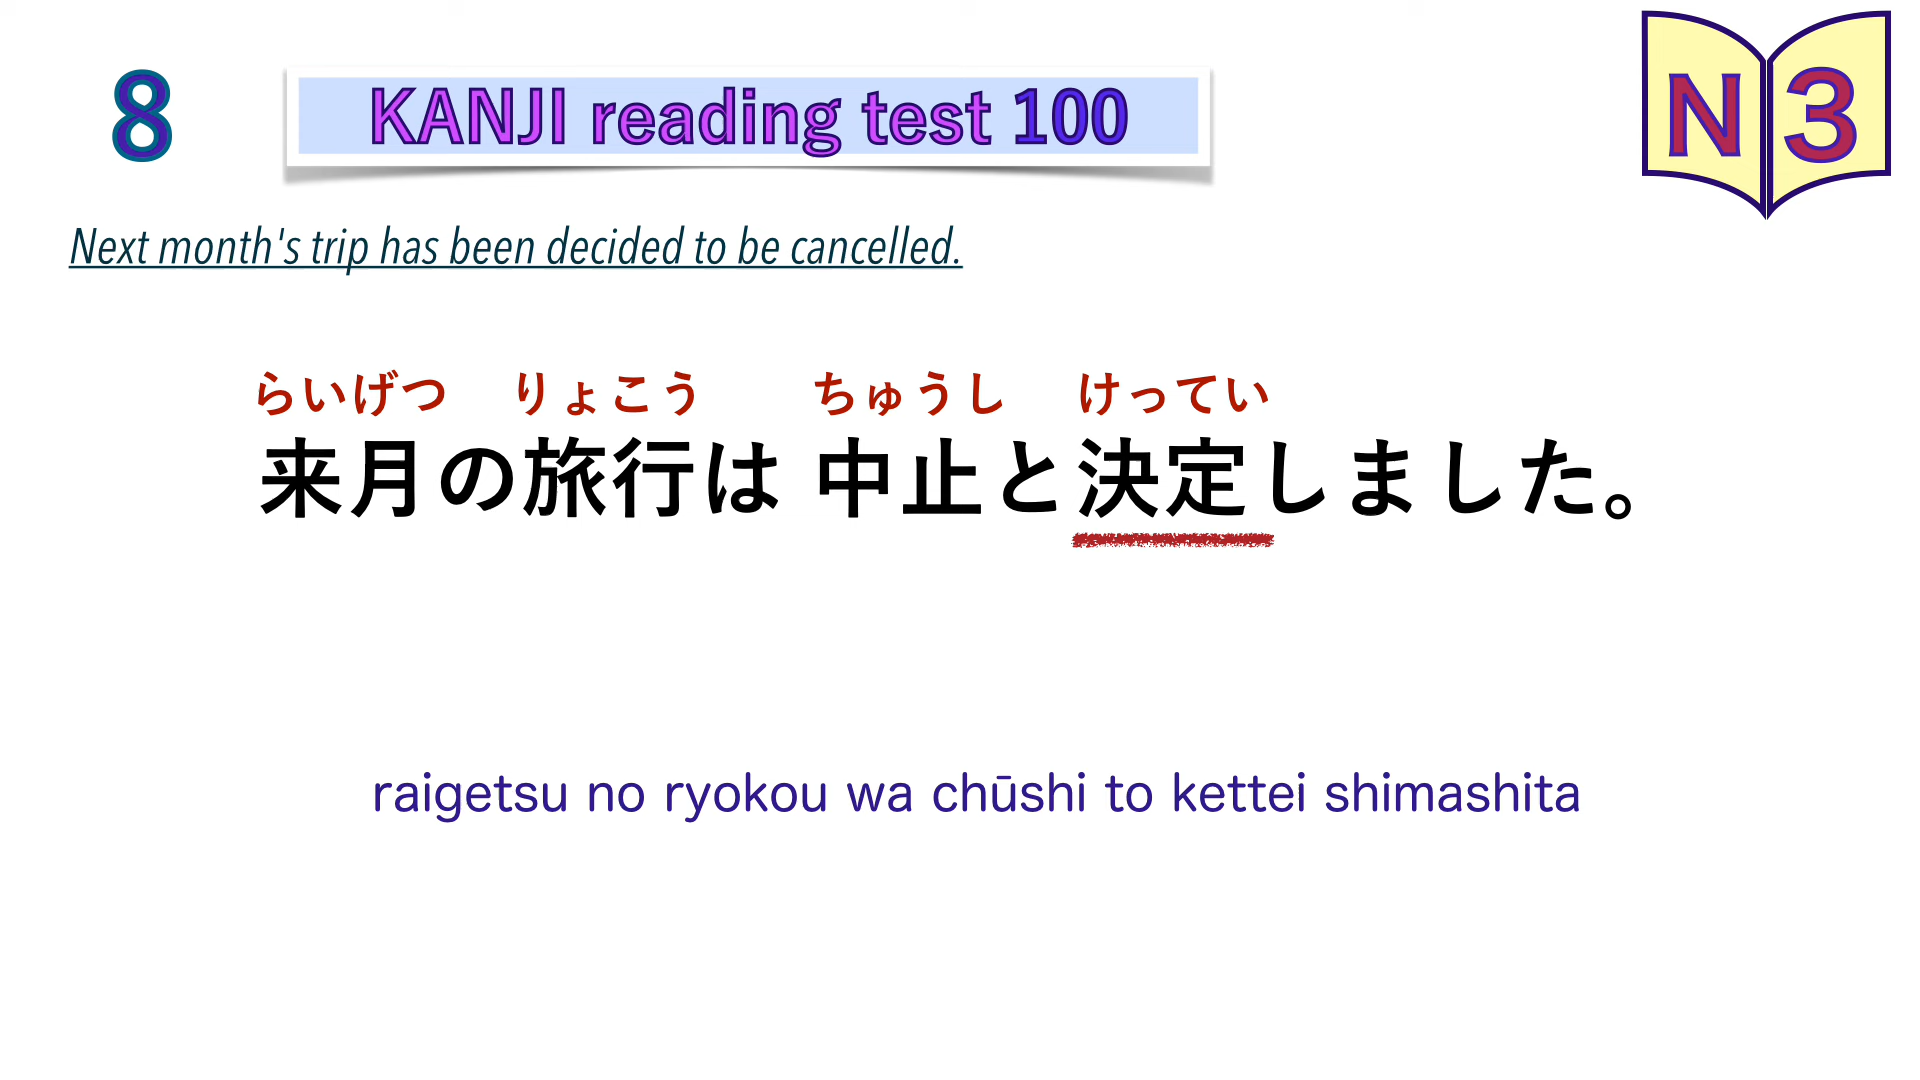 8
KANJI reading test 100
N3
Next month's trip has been decided to be cancelled.
らいげつ りょこう ちゅうし けってい
来月の旅行は 中止と決定しました。
raigetsu no ryokou wa chūshi to kettei shimashita